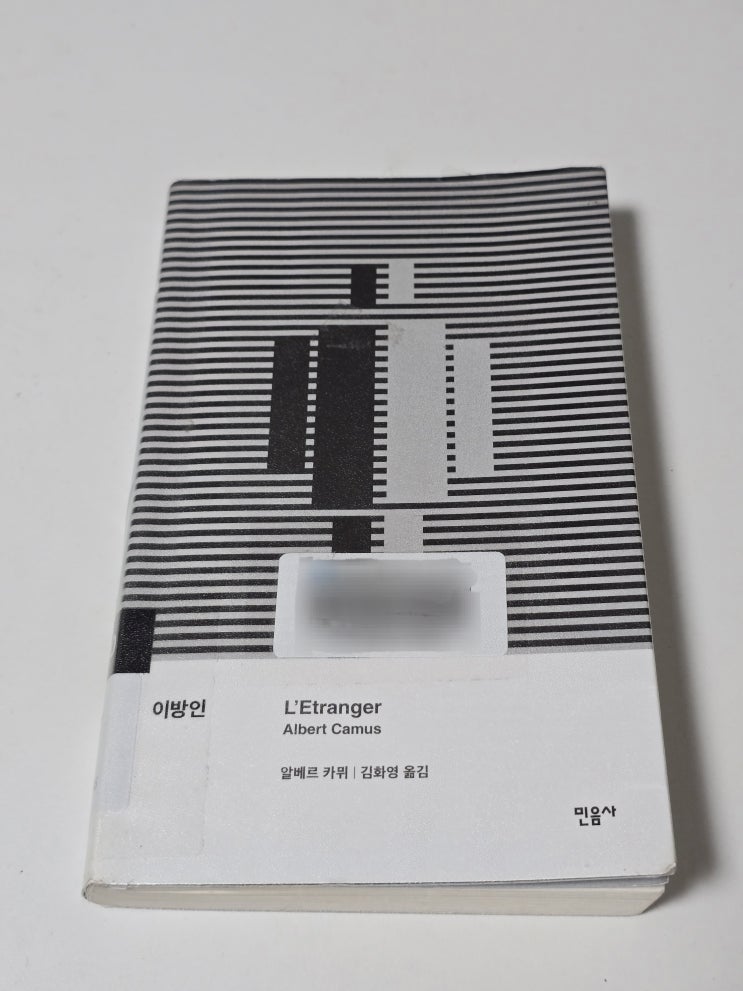 이방인
L'Etranger
Albert Camus
알베르 카뮈 | 김화영 옮김
민음사